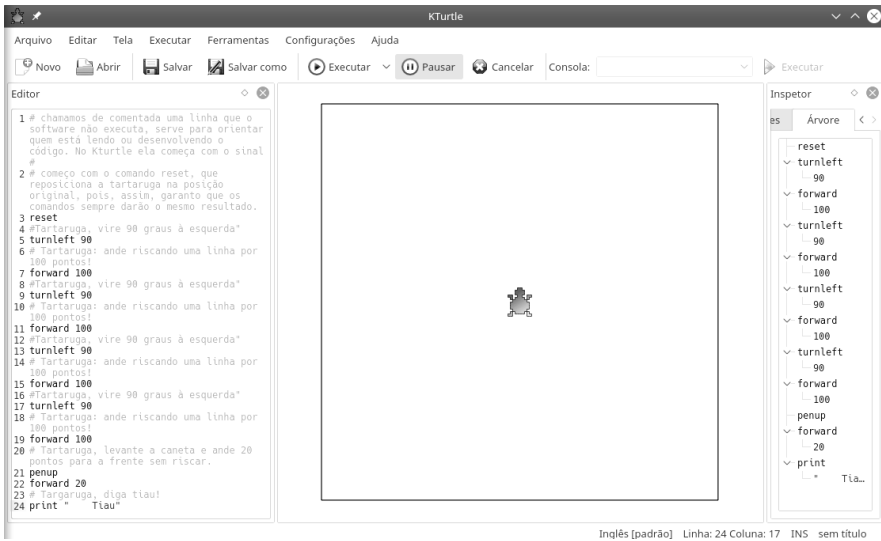 KTurtle
Arquivo Editar Tela Executar Ferramentas Configurações Ajuda
Novo Abrir Salvar Salvar como Executar Pausar Cancelar Consola: Executar
Editor
1 # chamamos de comentada uma linha que o
software não executa, serve para orientar
quem está lendo ou desenvolvendo o
código. No Kturtle ela começa com o sinal
#
2 # começo com o comando reset, que
reposiciona a tartaruga na posição
original, pois, assim, garanto que os
comandos sempre darão o mesmo resultado.
3 reset
4 #Tartaruga, vire 90 graus à esquerda"
5 turnleft 90
6 # Tartaruga: ande riscando uma linha por
100 pontos!
7 forward 100
8 #Tartaruga, vire 90 graus à esquerda"
9 turnleft 90
10 # Tartaruga: ande riscando uma linha por
100 pontos!
11 forward 100
12 #Tartaruga, vire 90 graus à esquerda"
13 turnleft 90
14 # Tartaruga: ande riscando uma linha por
100 pontos!
15 forward 100
16 #Tartaruga, vire 90 graus à esquerda"
17 turnleft 90
18 # Tartaruga: ande riscando uma linha por
100 pontos!
19 forward 100
20 # Tartaruga, levante a caneta e ande 20
pontos para a frente sem riscar.
21 penup
22 forward 20
23 # Targaruga, diga tiau!
24 print "    Tiau"
Inspetor
es Árvore
reset
turnleft
90
forward
100
turnleft
90
forward
100
turnleft
90
forward
100
turnleft
90
forward
100
penup
forward
20
print
"    Tia…
Inglês [padrão] Linha: 24 Coluna: 17 INS sem título